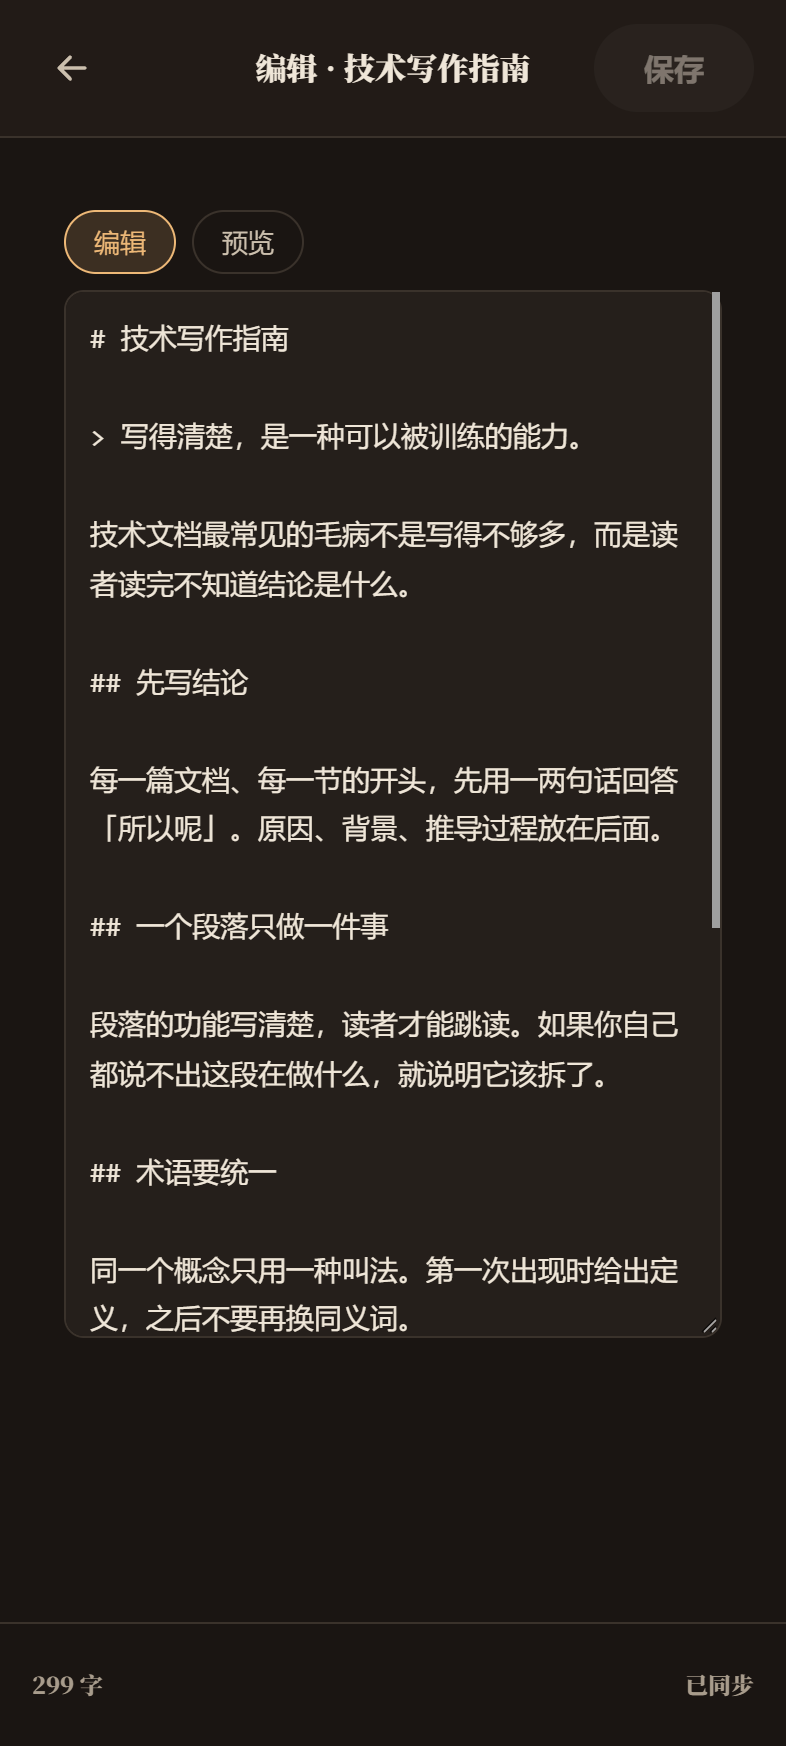 编辑 · 技术写作指南
保存
编辑
预览
# 技术写作指南
> 写得清楚，是一种可以被训练的能力。
技术文档最常见的毛病不是写得不够多，而是读
者读完不知道结论是什么。
## 先写结论
每一篇文档、每一节的开头，先用一两句话回答
「所以呢」。原因、背景、推导过程放在后面。
## 一个段落只做一件事
段落的功能写清楚，读者才能跳读。如果你自己
都说不出这段在做什么，就说明它该拆了。
## 术语要统一
同一个概念只用一种叫法。第一次出现时给出定
义，之后不要再换同义词。
299 字
已同步